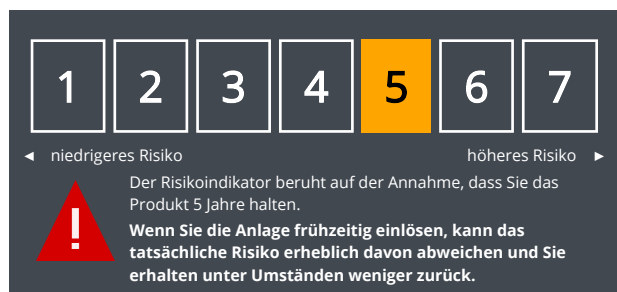 1 2 3 4 5 6 7
◄ niedrigeres Risiko höheres Risiko ►
Der Risikoindikator beruht auf der Annahme, dass Sie das
Produkt 5 Jahre halten.
Wenn Sie die Anlage frühzeitig einlösen, kann das
tatsächliche Risiko erheblich davon abweichen und Sie
erhalten unter Umständen weniger zurück.
!